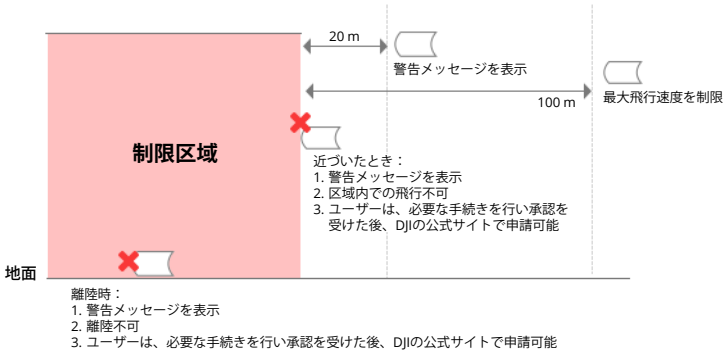 20 m
警告メッセージを表示
100 m
最大飛行速度を制限
制限区域
近づいたとき：
1. 警告メッセージを表示
2. 区域内での飛行不可
3. ユーザーは、必要な手続きを行い承認を
受けた後、DJIの公式サイトで申請可能
地面
離陸時：
1. 警告メッセージを表示
2. 離陸不可
3. ユーザーは、必要な手続きを行い承認を受けた後、DJIの公式サイトで申請可能